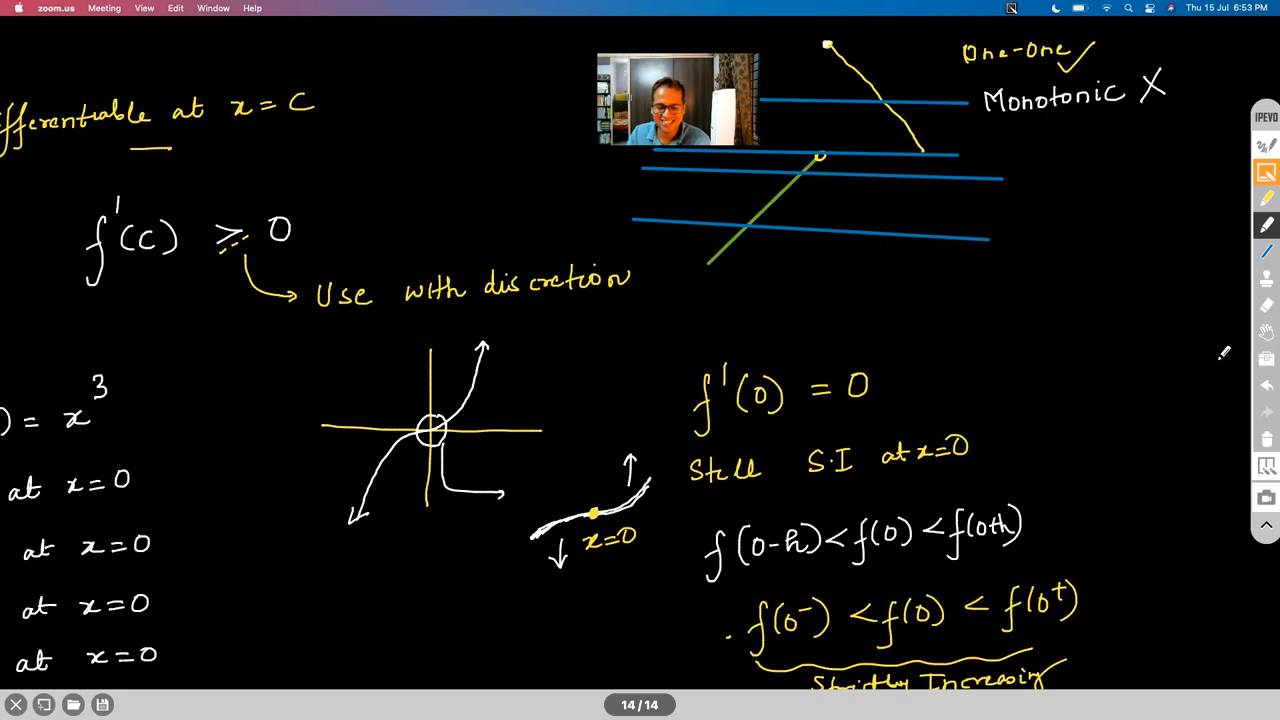 zoom.us Meeting View Edit Window Help Thu 15 Jul 6:53 PM
One-One ✓
Monotonic X
ifferentiable at x = C
f'(C) ≥ 0
Use with discretion
) = x³
at x=0
at x=0
at x=0
at x=0
x=0
f'(0) = 0
Still S.I at x=0
f(0-h) < f(0) < f(0+h)
f(0⁻) < f(0) < f(0⁺)
Strictly Increasing
IPEVO
14 / 14